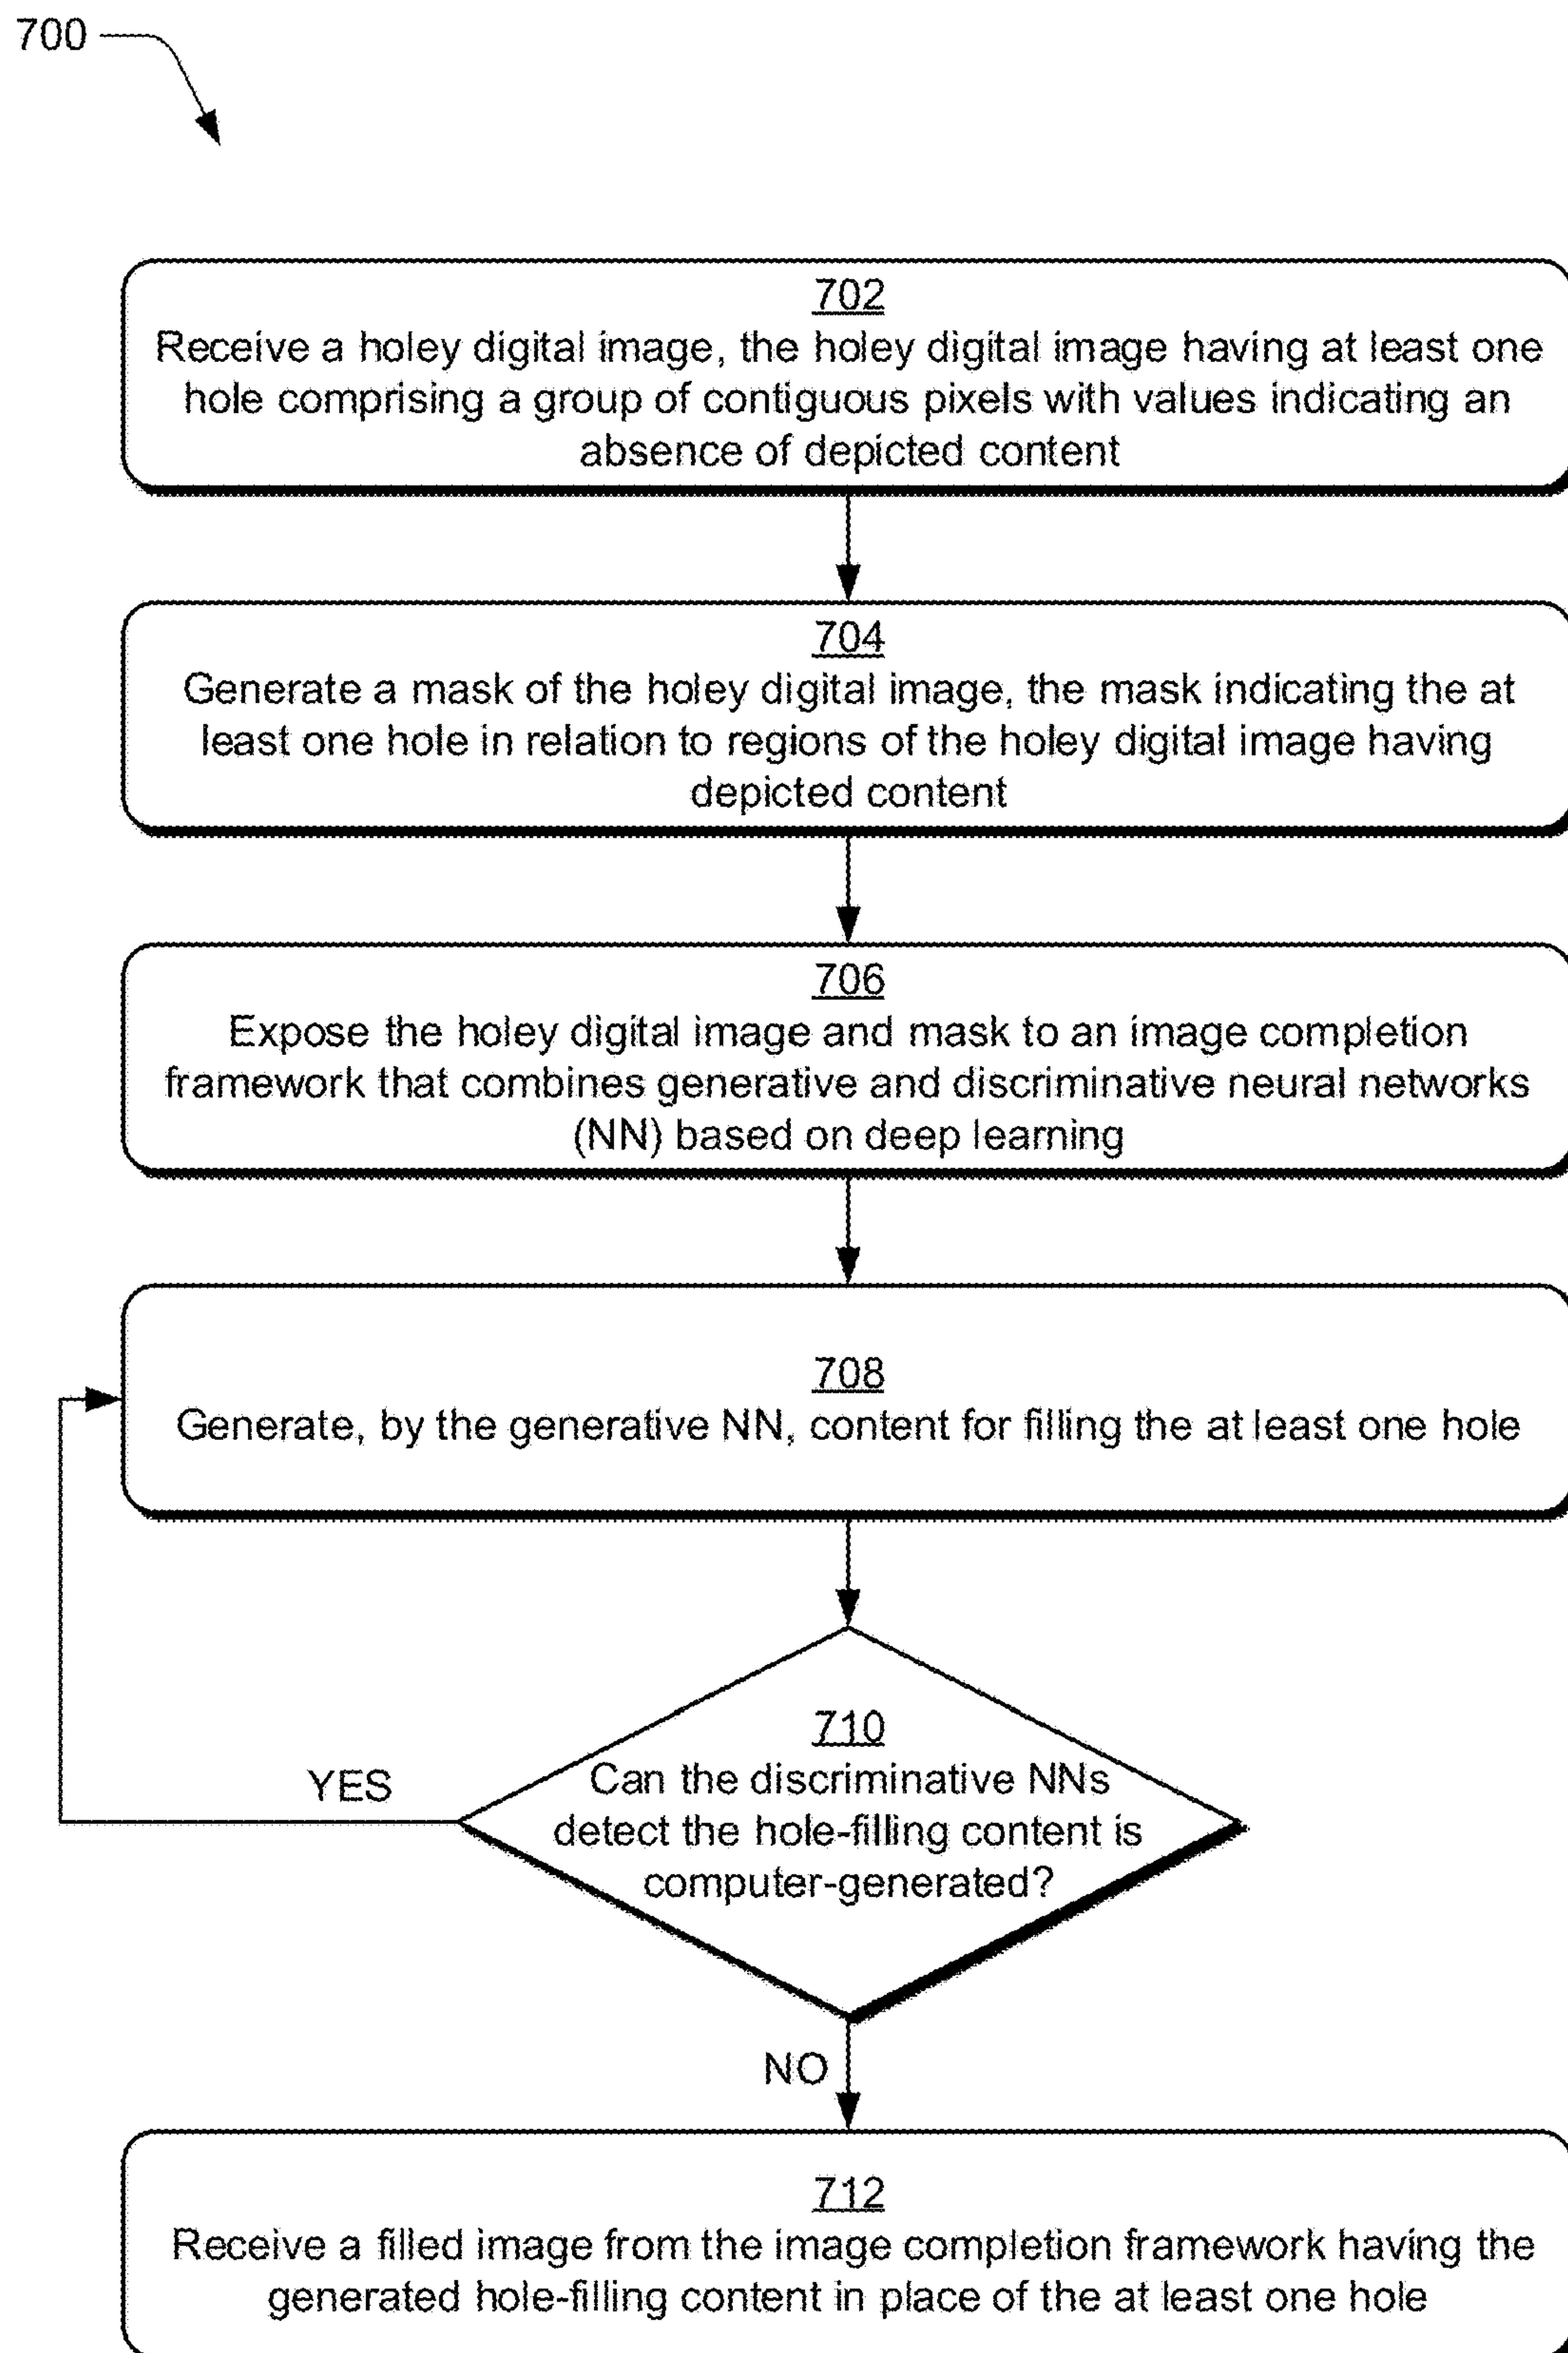 700
702
Receive a holey digital image, the holey digital image having at least one
hole comprising a group of contiguous pixels with values indicating an
absence of depicted content
704
Generate a mask of the holey digital image, the mask indicating the at
least one hole in relation to regions of the holey digital image having
depicted content
706
Expose the holey digital image and mask to an image completion
framework that combines generative and discriminative neural networks
(NN) based on deep learning
708
Generate, by the generative NN, content for filling the at least one hole
710
Can the discriminative NNs
detect the hole-filling content is
computer-generated?
YES
NO
712
Receive a filled image from the image completion framework having the
generated hole-filling content in place of the at least one hole